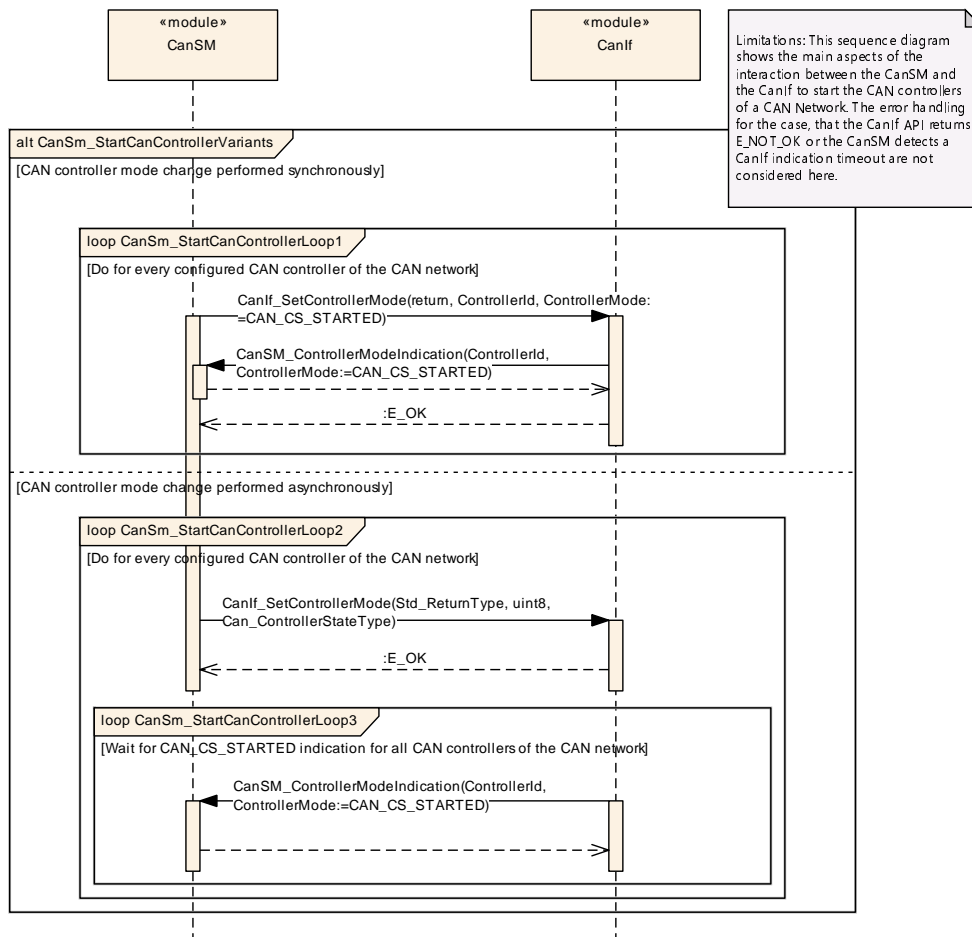 «module»
CanSM
«module»
CanIf
Limitations: This sequence diagram
shows the main aspects of the
interaction between the CanSM and
the CanIf to start the CAN controllers
of a CAN Network. The error handling
for the case, that the CanIf API returns
E_NOT_OK or the CanSM detects a
CanIf indication timeout are not
considered here.
alt CanSm_StartCanControllerVariants
[CAN controller mode change performed synchronously]
loop CanSm_StartCanControllerLoop1
[Do for every configured CAN controller of the CAN network]
CanIf_SetControllerMode(return, ControllerId, ControllerMode:
=CAN_CS_STARTED)
CanSM_ControllerModeIndication(ControllerId,
ControllerMode:=CAN_CS_STARTED)
:E_OK
[CAN controller mode change performed asynchronously]
loop CanSm_StartCanControllerLoop2
[Do for every configured CAN controller of the CAN network]
CanIf_SetControllerMode(Std_ReturnType, uint8,
Can_ControllerStateType)
:E_OK
loop CanSm_StartCanControllerLoop3
[Wait for CAN_CS_STARTED indication for all CAN controllers of the CAN network]
CanSM_ControllerModeIndication(ControllerId,
ControllerMode:=CAN_CS_STARTED)